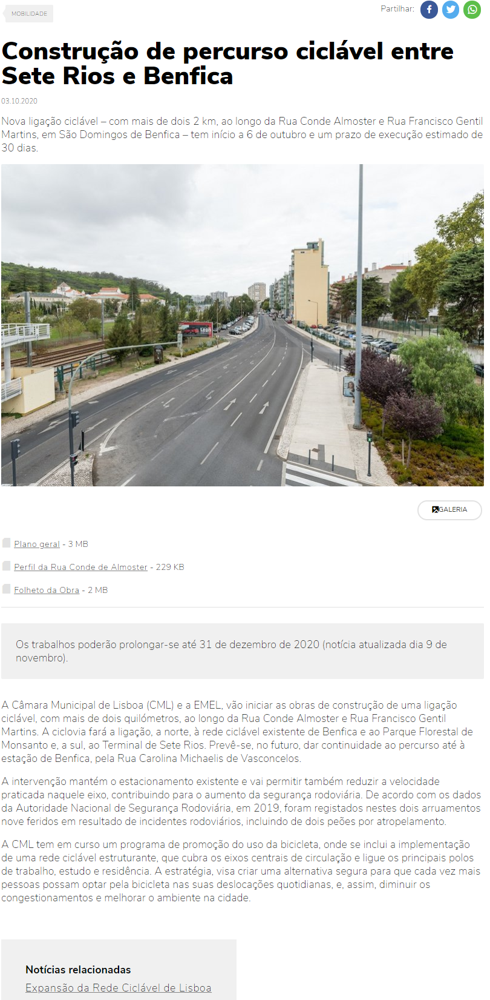 MOBILIDADE
Partilhar:
Construção de percurso ciclável entre
Sete Rios e Benfica
03.10.2020
Nova ligação ciclável – com mais de dois 2 km, ao longo da Rua Conde Almoster e Rua Francisco Gentil
Martins, em São Domingos de Benfica – tem início a 6 de outubro e um prazo de execução estimado de
30 dias.
GALERIA
Plano geral - 3 MB
Perfil da Rua Conde de Almoster - 229 KB
Folheto da Obra - 2 MB
Os trabalhos poderão prolongar-se até 31 de dezembro de 2020 (notícia atualizada dia 9 de
novembro).
A Câmara Municipal de Lisboa (CML) e a EMEL, vão iniciar as obras de construção de uma ligação
ciclável, com mais de dois quilómetros, ao longo da Rua Conde Almoster e Rua Francisco Gentil
Martins. A ciclovia fará a ligação, a norte, à rede ciclável existente de Benfica e ao Parque Florestal de
Monsanto e, a sul, ao Terminal de Sete Rios. Prevê-se, no futuro, dar continuidade ao percurso até à
estação de Benfica, pela Rua Carolina Michaelis de Vasconcelos.
A intervenção mantém o estacionamento existente e vai permitir também reduzir a velocidade
praticada naquele eixo, contribuindo para o aumento da segurança rodoviária. De acordo com os dados
da Autoridade Nacional de Segurança Rodoviária, em 2019, foram registados nestes dois arruamentos
nove feridos em resultado de incidentes rodoviários, incluindo de dois peões por atropelamento.
A CML tem em curso um programa de promoção do uso da bicicleta, onde se inclui a implementação
de uma rede ciclável estruturante, que cubra os eixos centrais de circulação e ligue os principais polos
de trabalho, estudo e residência. A estratégia, visa criar uma alternativa segura para que cada vez mais
pessoas possam optar pela bicicleta nas suas deslocações quotidianas, e, assim, diminuir os
congestionamentos e melhorar o ambiente na cidade.
Notícias relacionadas
Expansão da Rede Ciclável de Lisboa